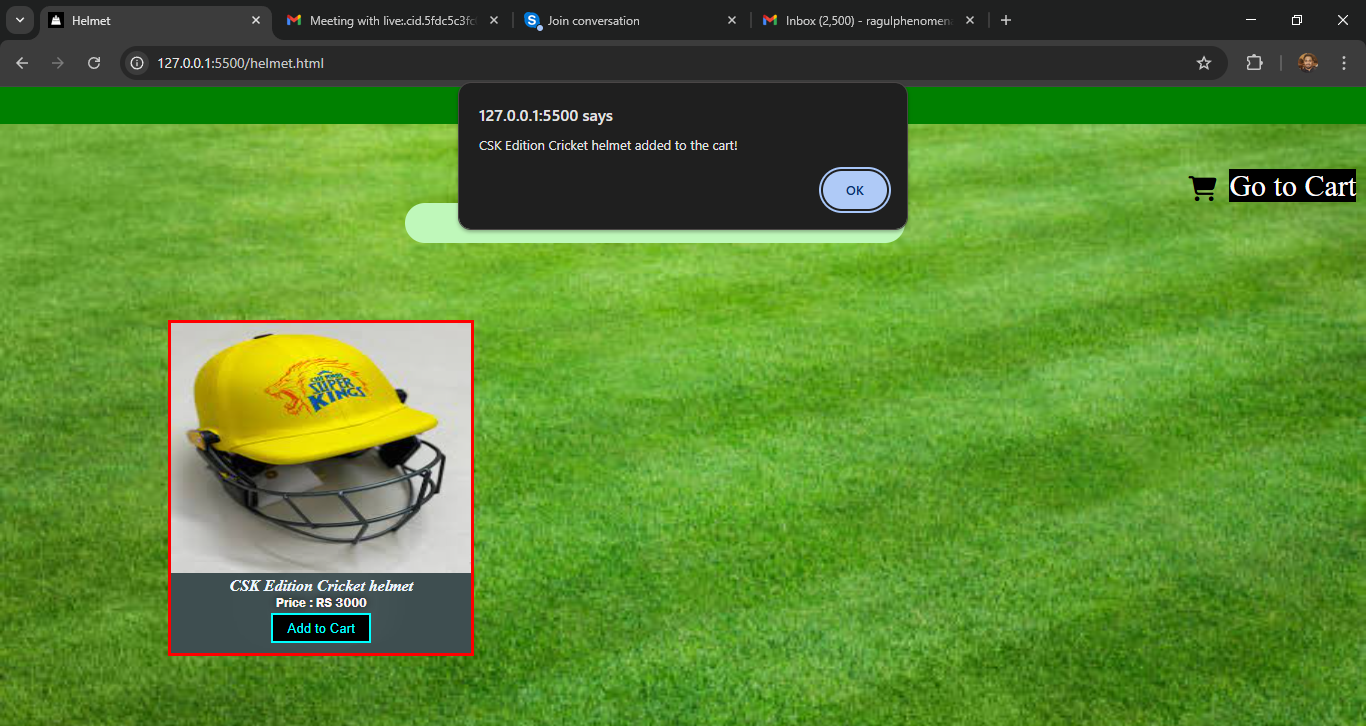 Helmet
Meeting with live:.cid.5fdc5c3fc
Join conversation
Inbox (2,500) - ragulphenomena
127.0.0.1:5500/helmet.html
127.0.0.1:5500 says
CSK Edition Cricket helmet added to the cart!
OK
Go to Cart
SUPER
KINGS
CSK Edition Cricket helmet
Price : RS 3000
Add to Cart